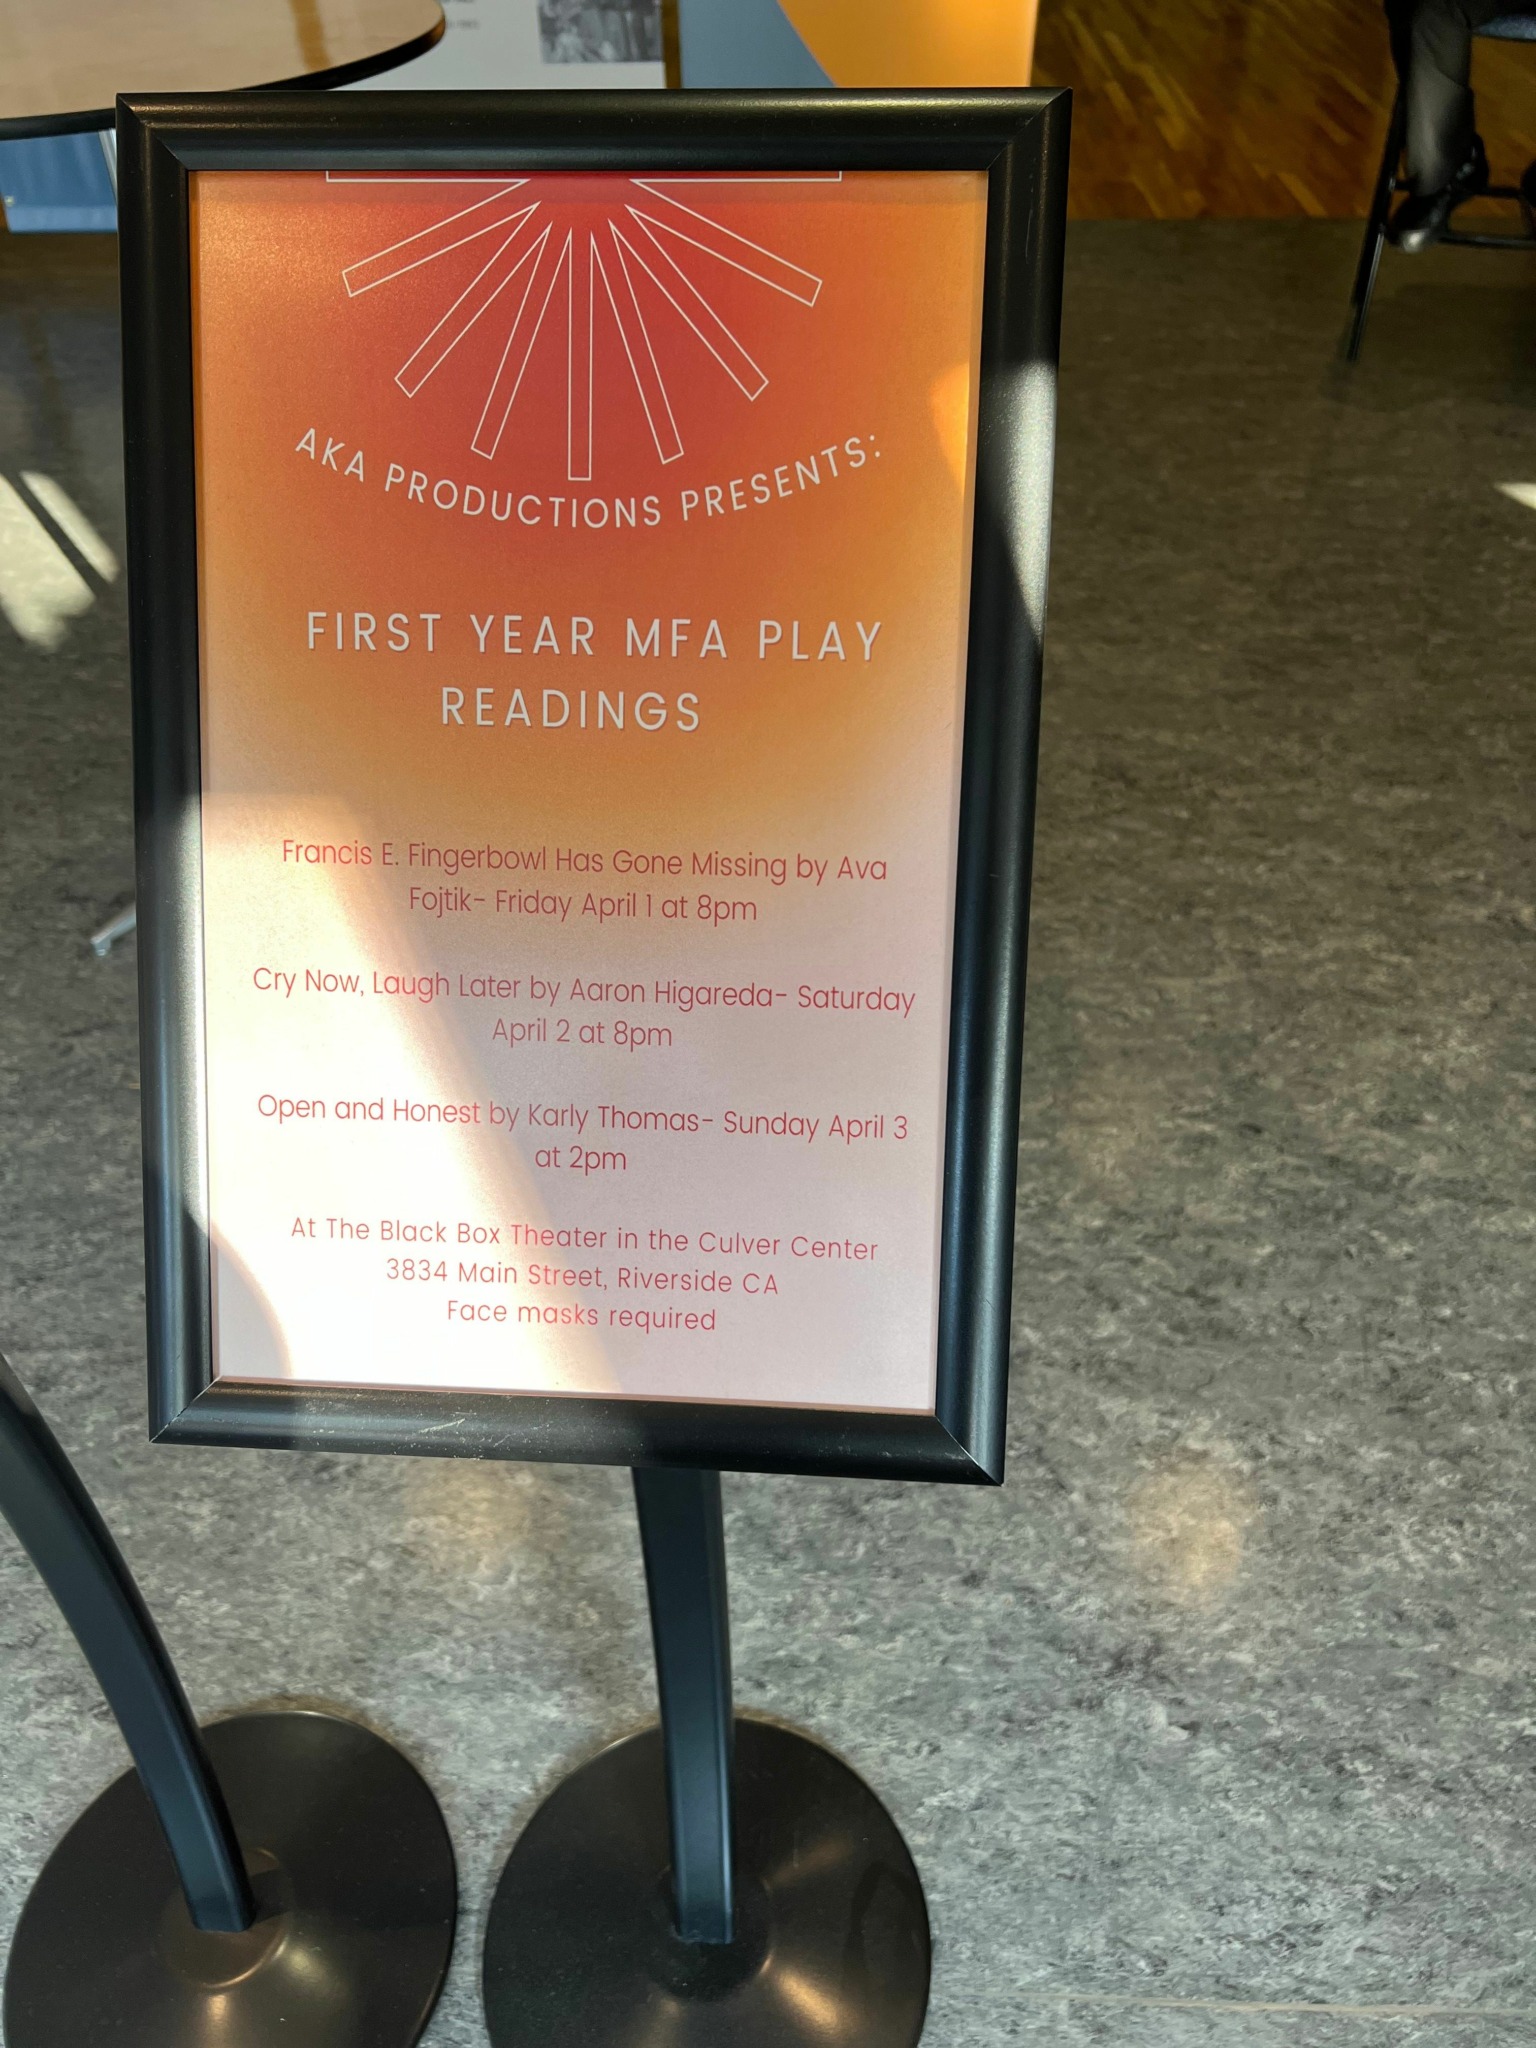 AKA PRODUCTIONS PRESENTS:
FIRST YEAR MFA PLAY
READINGS
Francis E. Fingerbowl Has Gone Missing by Ava
Fojtik- Friday April 1 at 8pm
Cry Now, Laugh Later by Aaron Higareda- Saturday
April 2 at 8pm
Open and Honest by Karly Thomas- Sunday April 3
at 2pm
At The Black Box Theater in the Culver Center
3834 Main Street, Riverside CA
Face masks required